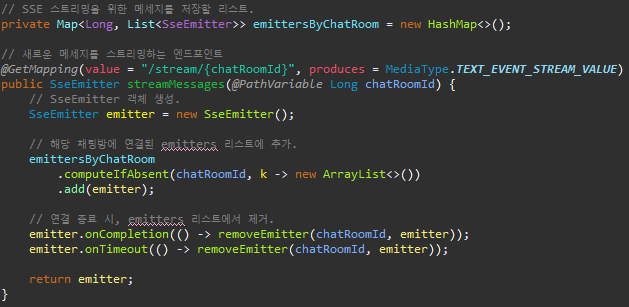 // SSE 스트리밍을 위한 메세지를 저장할 리스트.
private Map<Long, List<SseEmitter>> emittersByChatRoom = new HashMap<>();
// 새로운 메세지를 스트리밍하는 엔드포인트
@GetMapping(value = "/stream/{chatRoomId}", produces = MediaType.TEXT_EVENT_STREAM_VALUE)
public SseEmitter streamMessages(@PathVariable Long chatRoomId) {
// SseEmitter 객체 생성.
SseEmitter emitter = new SseEmitter();
// 해당 채팅방에 연결된 emitters 리스트에 추가.
emittersByChatRoom
.computeIfAbsent(chatRoomId, k -> new ArrayList<>())
.add(emitter);
// 연결 종료 시, emitters 리스트에서 제거.
emitter.onCompletion(() -> removeEmitter(chatRoomId, emitter));
emitter.onTimeout(() -> removeEmitter(chatRoomId, emitter));
return emitter;
}